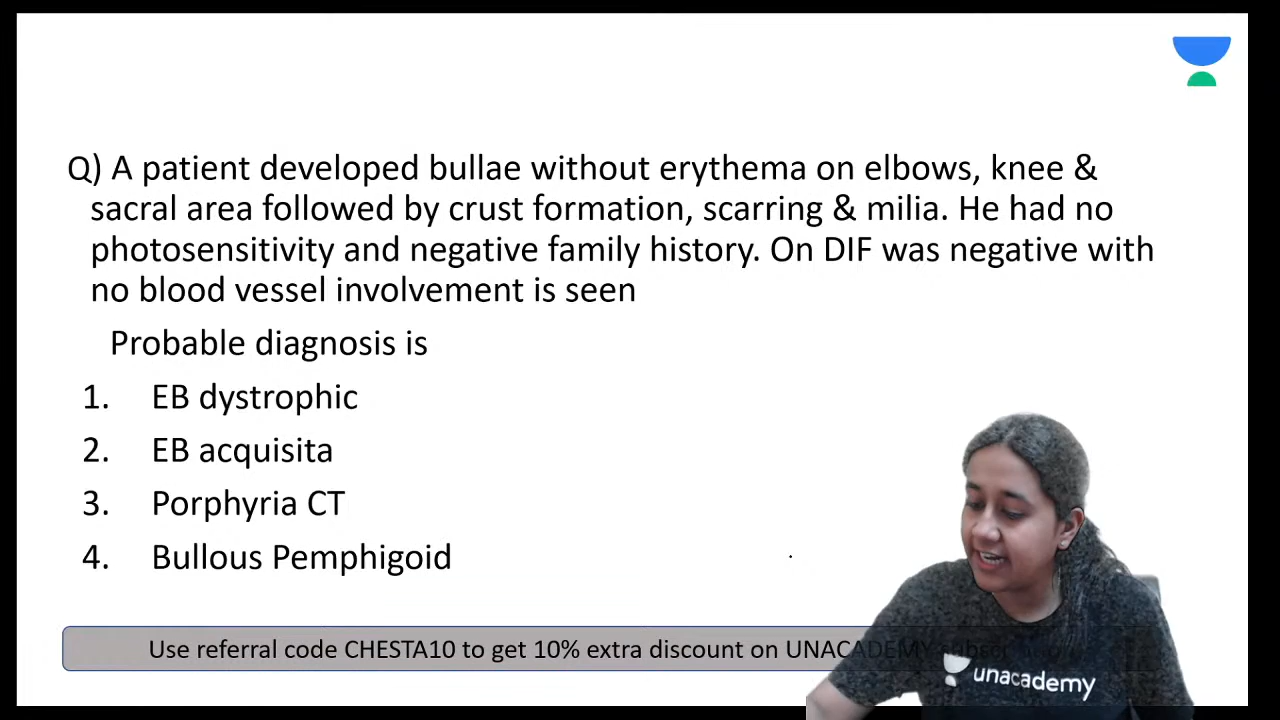 Q) A patient developed bullae without erythema on elbows, knee &
sacral area followed by crust formation, scarring & milia. He had no
photosensitivity and negative family history. On DIF was negative with
no blood vessel involvement is seen
Probable diagnosis is
1. EB dystrophic
2. EB acquisita
3. Porphyria CT
4. Bullous Pemphigoid
Use referral code CHESTA10 to get 10% extra discount on UNACADEMY
unacademy